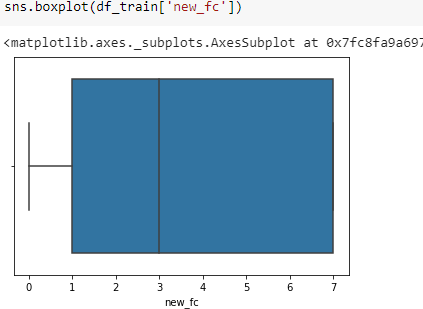 sns.boxplot(df_train['new_fc'])
<matplotlib.axes._subplots.AxesSubplot at 0x7fc8fa9a697
0 1 2 3 4 5 6 7
new_fc